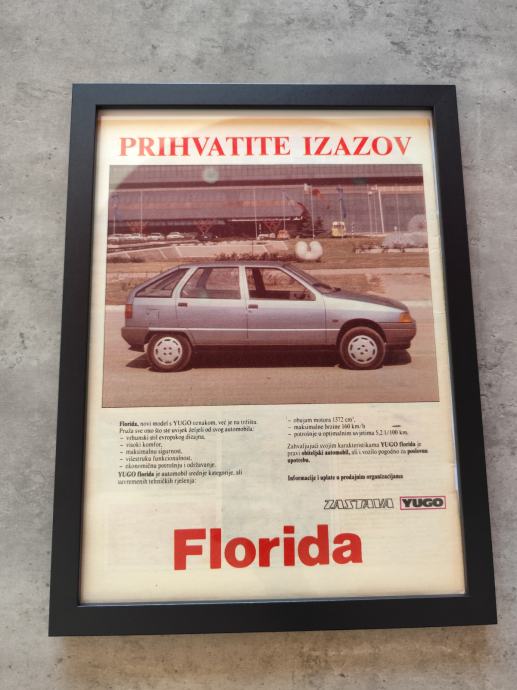 PRIHVATITE IZAZOV
Florida, novi model s YUGO oznakom, već je na tržištu.
Pruža sve ono što ste uvijek željeli od svog automobila:
– vrhunski stil evropskog dizajna,
– visoki komfor,
– maksimalnu sigurnost,
– višestruku funkcionalnost,
– ekonomičnu potrošnju i održavanje.
YUGO florida je automobil srednje kategorije, ali
suvremenih tehničkih rješenja:
– obujam motora 1372 cm³,
– maksimalne brzine 160 km/h
– potrošnje u optimalnim uvjetima 5,2 l/100 km.
Zahvaljujući svojim karakteristikama YUGO florida je
pravi obiteljski automobil, ali i vozilo pogodno za poslovnu
upotrebu.
Informacije i uplate u prodajnim organizacijama
ZASTAVA YUGO
Florida